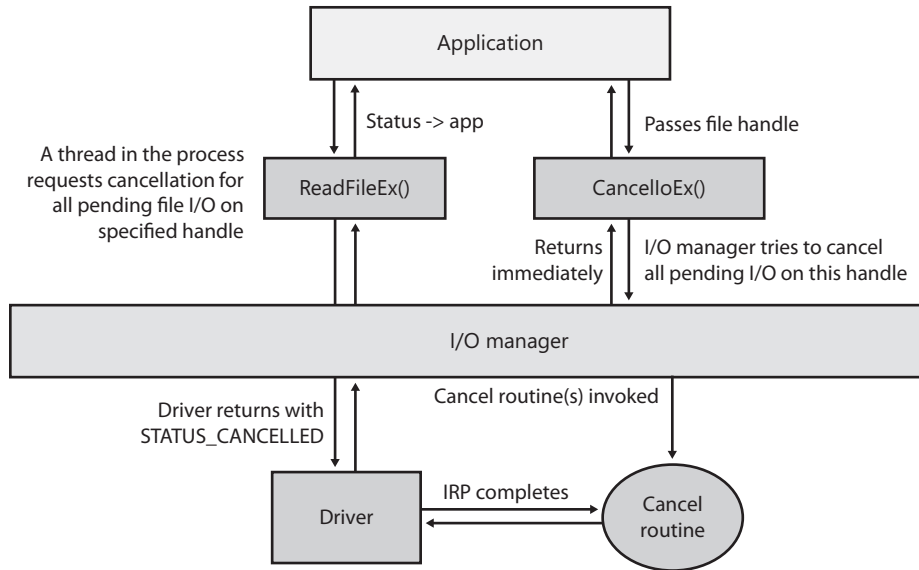 Application
Status -> app
Passes file handle
A thread in the process
requests cancellation for
all pending file I/O on
specified handle
ReadFileEx()
CancelIoEx()
Returns
immediately
I/O manager tries to cancel
all pending I/O on this handle
I/O manager
Driver returns with
STATUS_CANCELLED
Cancel routine(s) invoked
Driver
IRP completes
Cancel
routine